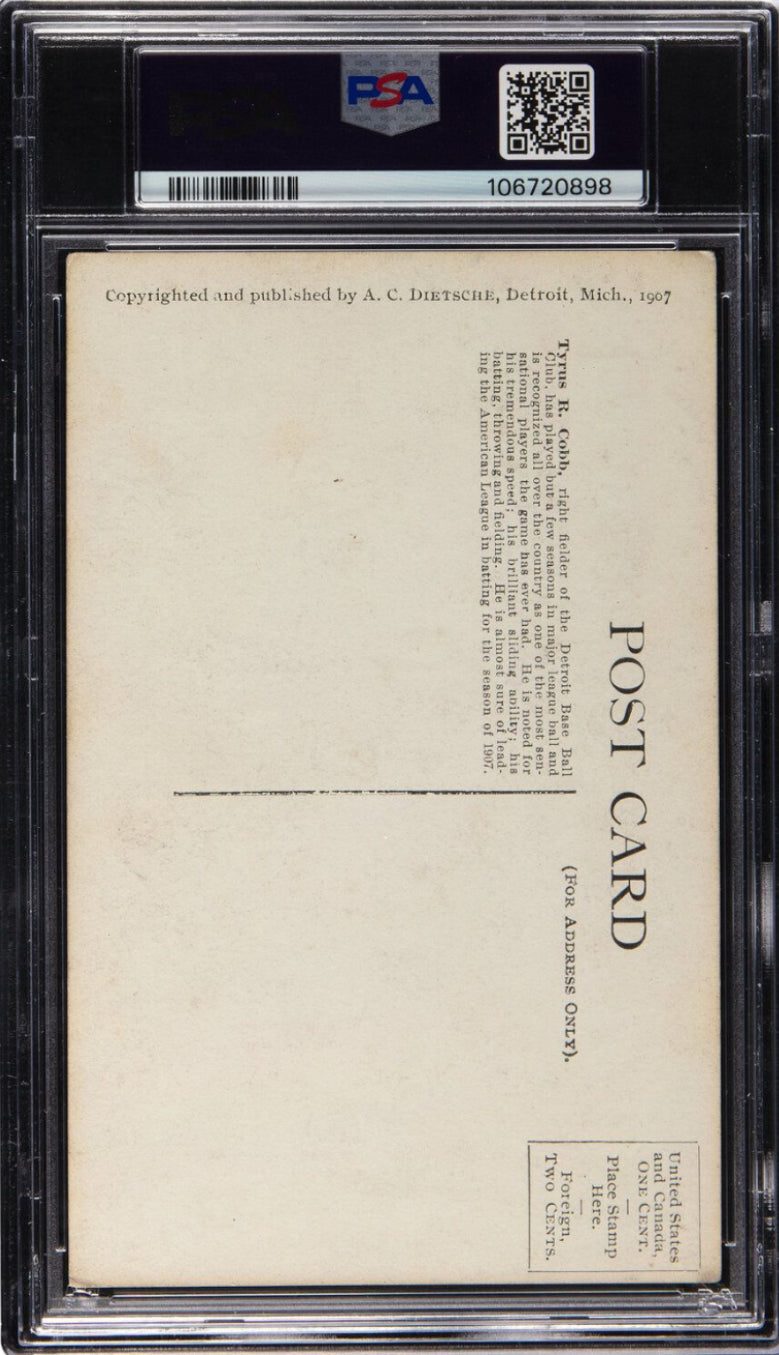 PSA
106720898
Copyrighted and published by A. C. DIETSCHE, Detroit, Mich., 1907
POST CARD
Tyrus R. Cobb, right fielder of the Detroit Base Ball
Club, has played but a few seasons in major league ball and
is recognized all over the country as one of the most sen-
sational players the game has ever had. He is noted for
his tremendous speed; his brilliant sliding ability; his
batting, throwing and fielding. He is almost sure of lead-
ing the American League in batting for the season of 1907.
(FOR ADDRESS ONLY).
United States
and Canada,
ONE CENT.
Place Stamp
Here.
Foreign,
TWO CENTS.